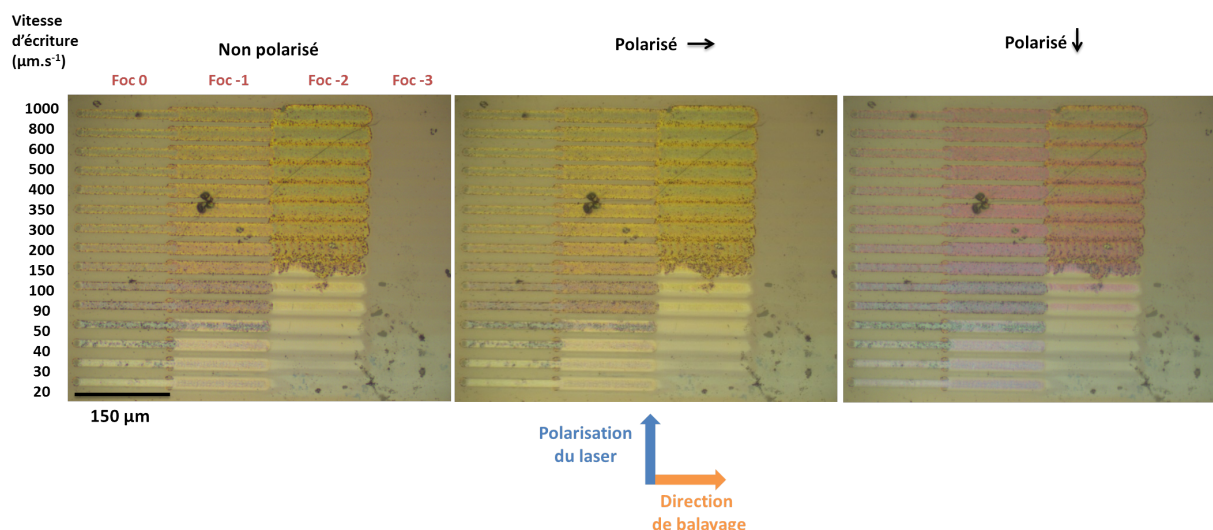 Vitesse
d'écriture
(µm.s⁻¹)
Non polarisé
Polarisé
Polarisé
Foc 0 Foc -1 Foc -2 Foc -3
1000
800
600
500
400
350
300
200
150
100
90
50
40
30
20
150 µm
Polarisation
du laser
Direction
de balayage